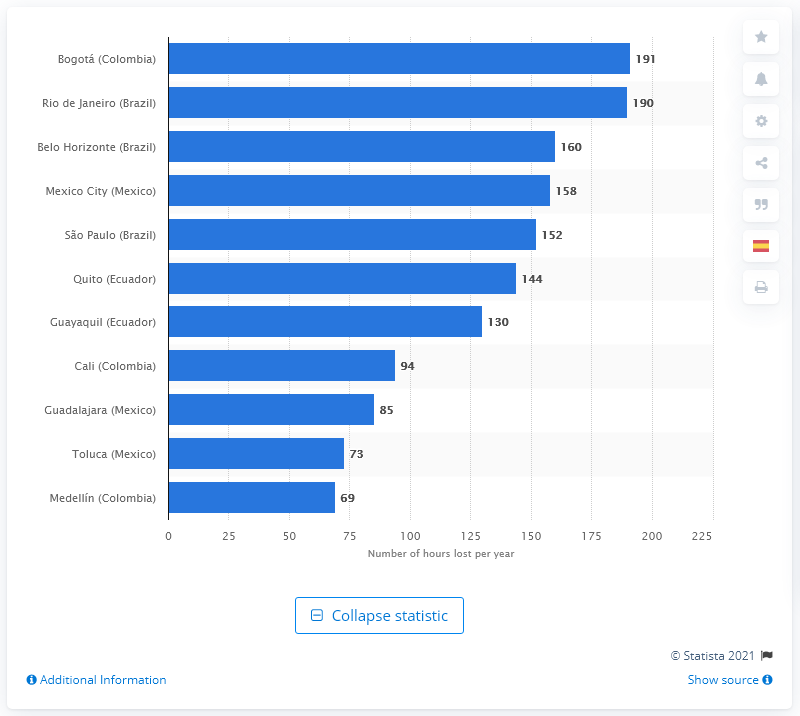 Bogotá (Colombia) 191
Rio de Janeiro (Brazil) 190
Belo Horizonte (Brazil) 160
Mexico City (Mexico) 158
São Paulo (Brazil) 152
Quito (Ecuador) 144
Guayaquil (Ecuador) 130
Cali (Colombia) 94
Guadalajara (Mexico) 85
Toluca (Mexico) 73
Medellín (Colombia) 69
0 25 50 75 100 125 150 175 200 225
Number of hours lost per year
Collapse statistic
© Statista 2021
Additional Information Show source